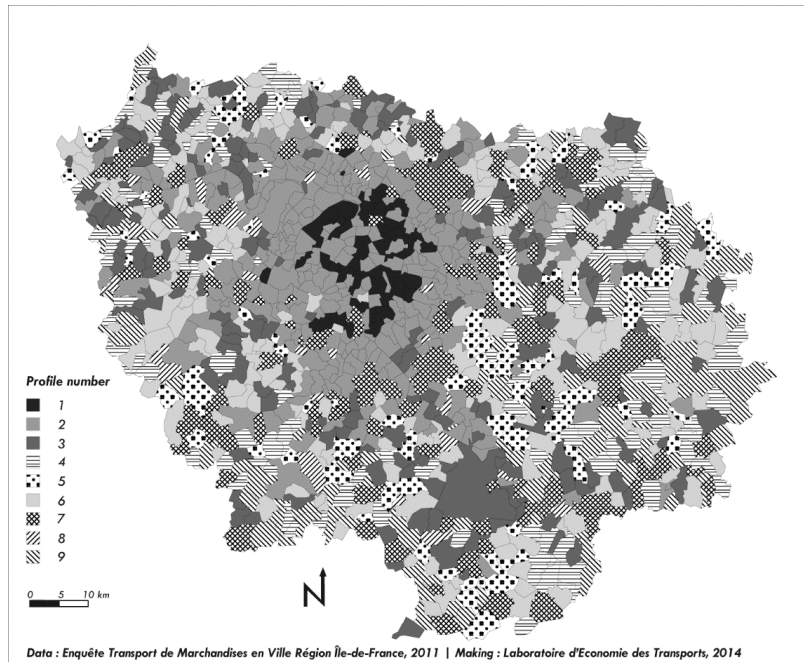 Profile number
1
2
3
4
5
6
7
8
9
0 5 10 km
N
Data : Enquête Transport de Marchandises en Ville Région Île-de-France, 2011 | Making : Laboratoire d'Economie des Transports, 2014